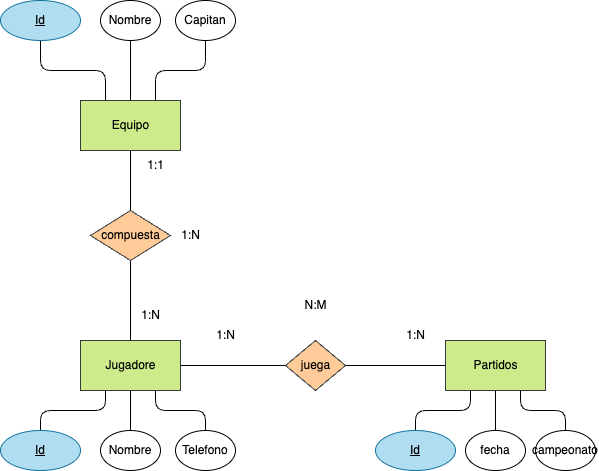 Id
Nombre
Capitan
Equipo
1:1
compuesta
1:N
1:N
N:M
1:N
1:N
Jugadore
juega
Partidos
Id
Nombre
Telefono
Id
fecha
campeonato